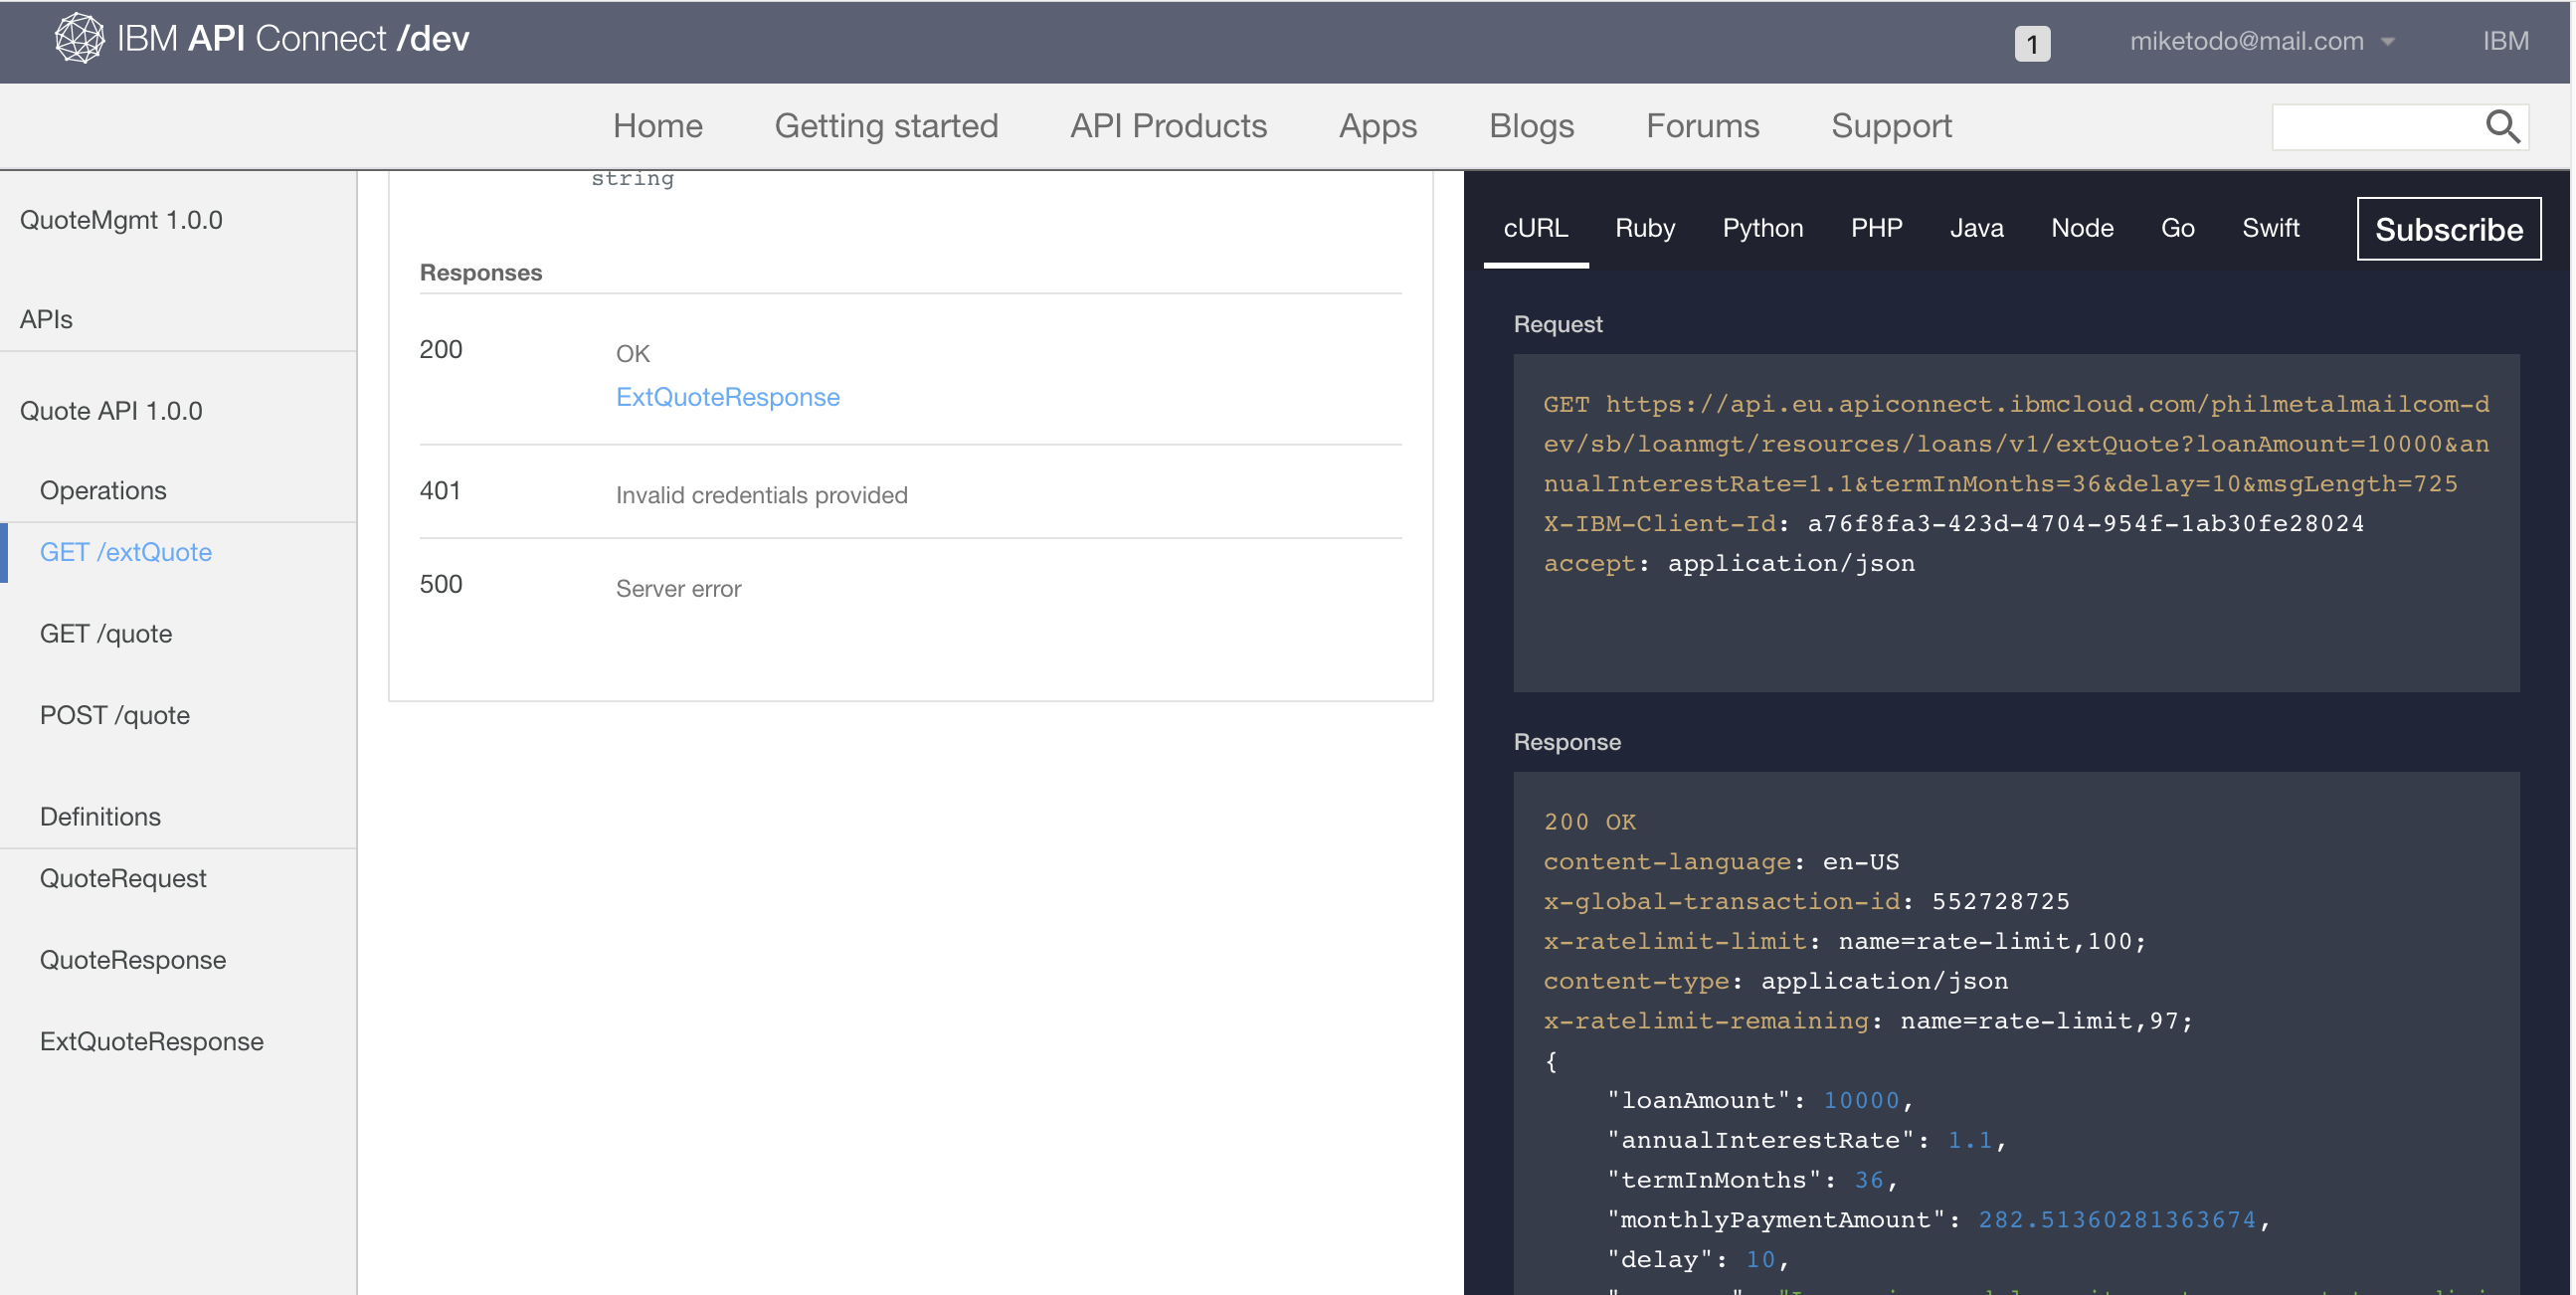 IBM API Connect /dev
1
miketodo@mail.com
IBM
Home
Getting started
API Products
Apps
Blogs
Forums
Support
QuoteMgmt 1.0.0
APIs
Quote API 1.0.0
Operations
GET /extQuote
GET /quote
POST /quote
Definitions
QuoteRequest
QuoteResponse
ExtQuoteResponse
string
Responses
200
OK
ExtQuoteResponse
401
Invalid credentials provided
500
Server error
cURL
Ruby
Python
PHP
Java
Node
Go
Swift
Subscribe
Request
GET https://api.eu.apiconnect.ibmcloud.com/philmetalmailcom-d
ev/sb/loanmgt/resources/loans/v1/extQuote?loanAmount=10000&an
nualInterestRate=1.1&termInMonths=36&delay=10&msgLength=725
X-IBM-Client-Id: a76f8fa3-423d-4704-954f-1ab30fe28024
accept: application/json
Response
200 OK
content-language: en-US
x-global-transaction-id: 552728725
x-ratelimit-limit: name=rate-limit,100;
content-type: application/json
x-ratelimit-remaining: name=rate-limit,97;
{
"loanAmount": 10000,
"annualInterestRate": 1.1,
"termInMonths": 36,
"monthlyPaymentAmount": 282.51360281363674,
"delay": 10,